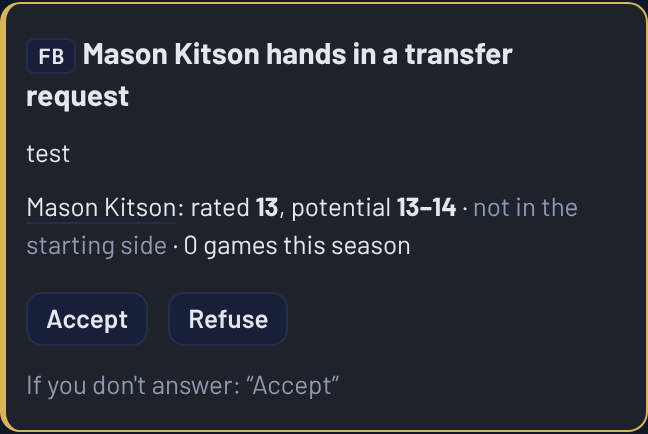 FB Mason Kitson hands in a transfer
request
test
Mason Kitson: rated 13, potential 13–14 · not in the
starting side · 0 games this season
Accept Refuse
If you don't answer: “Accept”